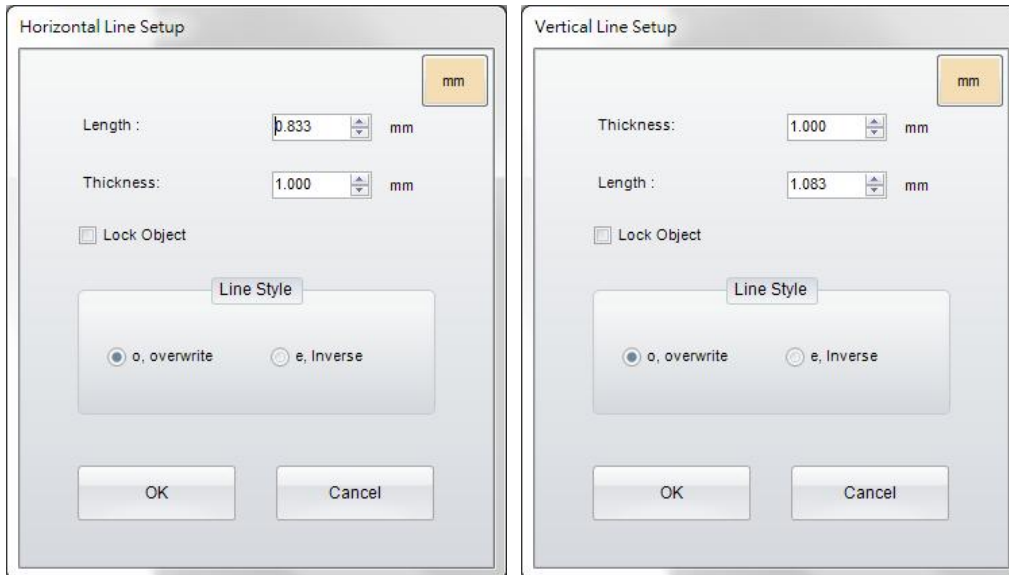 Horizontal Line Setup
mm
Length :
0.833
mm
Thickness:
1.000
mm
Lock Object
Line Style
o, overwrite
e, Inverse
OK
Cancel
Vertical Line Setup
mm
Thickness:
1.000
mm
Length :
1.083
mm
Lock Object
Line Style
o, overwrite
e, Inverse
OK
Cancel